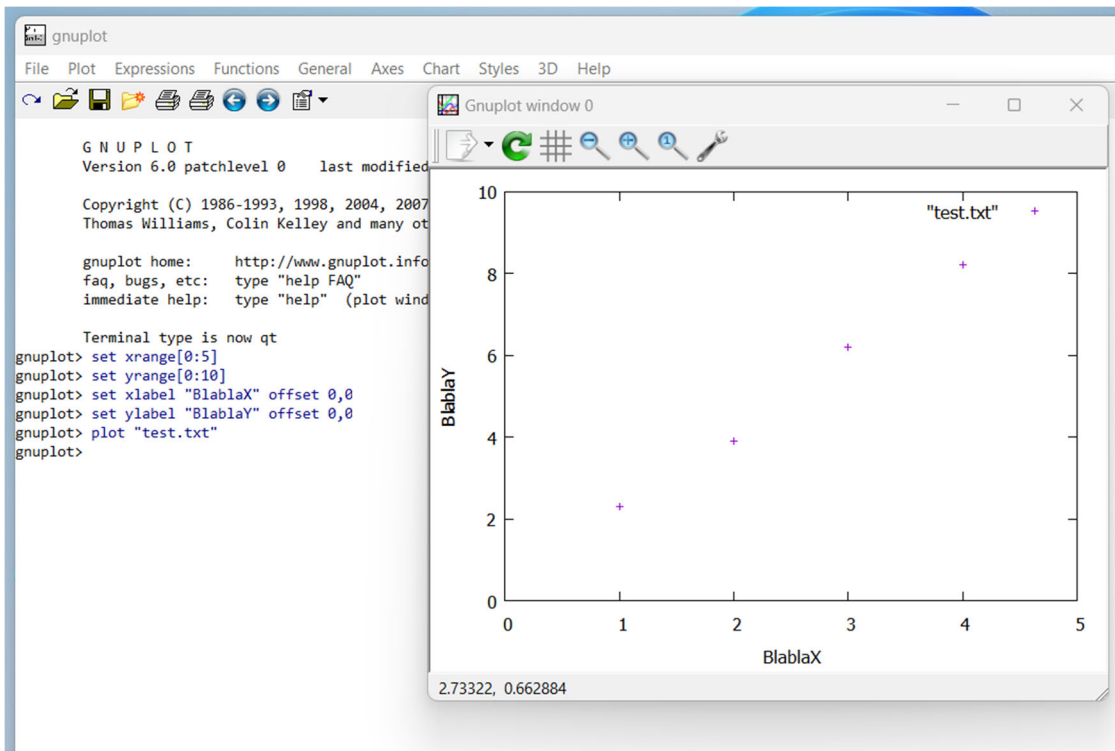 gnuplot
File Plot Expressions Functions General Axes Chart Styles 3D Help
G N U P L O T
Version 6.0 patchlevel 0    last modified
Copyright (C) 1986-1993, 1998, 2004, 2007
Thomas Williams, Colin Kelley and many ot
gnuplot home:     http://www.gnuplot.info
faq, bugs, etc:   type "help FAQ"
immediate help:   type "help"  (plot wind
Terminal type is now qt
gnuplot> set xrange[0:5]
gnuplot> set yrange[0:10]
gnuplot> set xlabel "BlablaX" offset 0,0
gnuplot> set ylabel "BlablaY" offset 0,0
gnuplot> plot "test.txt"
gnuplot>
Gnuplot window 0
1
"test.txt"
10
8
6
4
2
0
BlablaY
0 1 2 3 4 5
BlablaX
2.73322, 0.662884